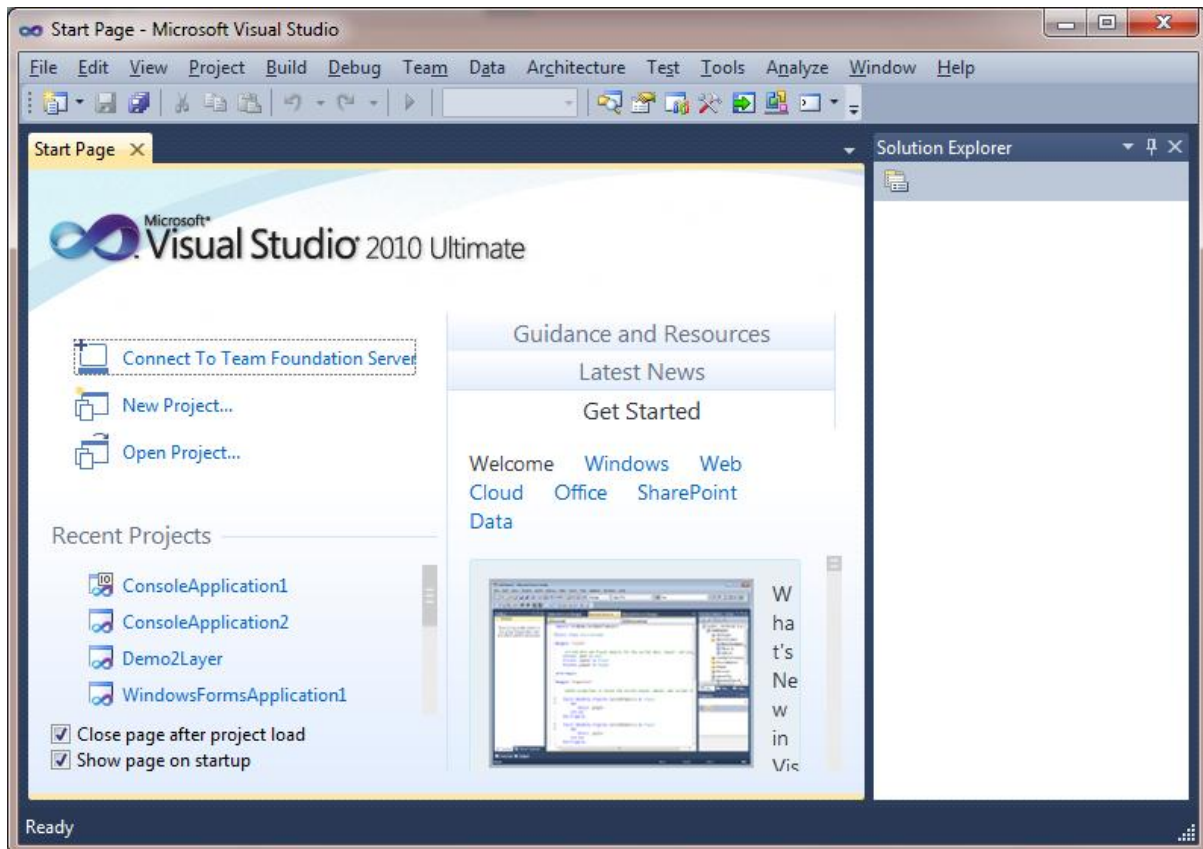 Start Page - Microsoft Visual Studio
File Edit View Project Build Debug Team Data Architecture Test Tools Analyze Window Help
Start Page
Solution Explorer
Microsoft®
Visual Studio® 2010 Ultimate
Connect To Team Foundation Server
New Project...
Open Project...
Recent Projects
ConsoleApplication1
ConsoleApplication2
Demo2Layer
WindowsFormsApplication1
Close page after project load
Show page on startup
Guidance and Resources
Latest News
Get Started
Welcome Windows Web
Cloud Office SharePoint
Data
W
ha
t's
Ne
w
in
Vis
Ready